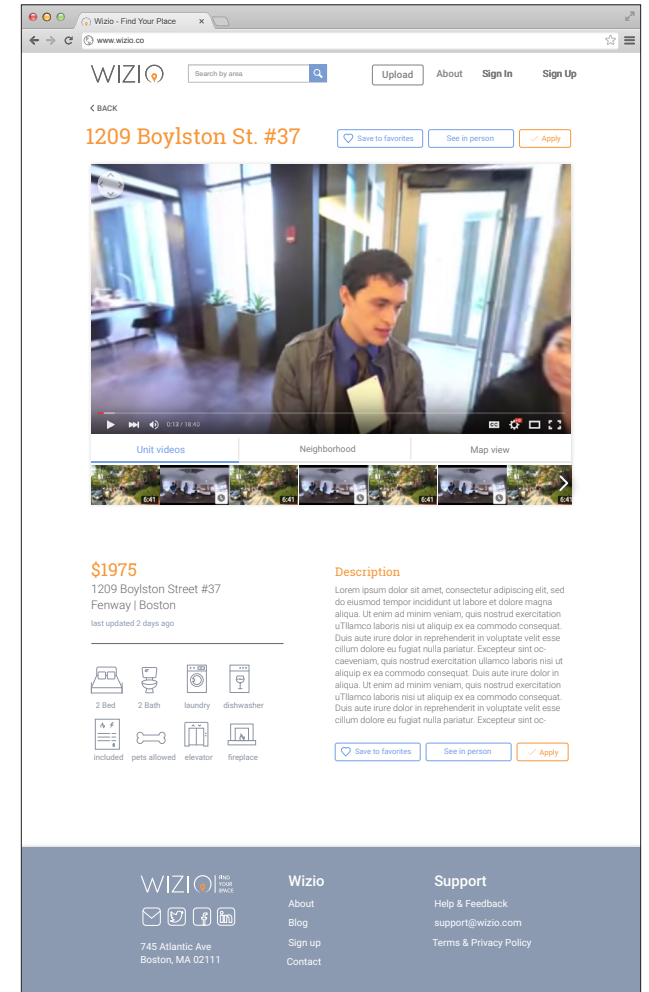 Wizio - Find Your Place
www.wizio.co
WIZIO
Search by area
Upload
About
Sign In
Sign Up
BACK
1209 Boylston St. #37
Save to favorites
See in person
Apply
0:13 / 18:40
CC
HD
Unit videos
Neighborhood
Map view
6:41
6:41
6:41
6:41
$1975
1209 Boylston Street #37
Fenway | Boston
last updated 2 days ago
2 Bed
2 Bath
laundry
dishwasher
included
pets allowed
elevator
fireplace
Description
Lorem ipsum dolor sit amet, consectetur adipiscing elit, sed
do eiusmod tempor incididunt ut labore et dolore magna
aliqua. Ut enim ad minim veniam, quis nostrud exercitation
uTllamco laboris nisi ut aliquip ex ea commodo consequat.
Duis aute irure dolor in reprehenderit in voluptate velit esse
cillum dolore eu fugiat nulla pariatur. Excepteur sint oc-
caeveniam, quis nostrud exercitation ullamco laboris nisi ut
aliquip ex ea commodo consequat. Duis aute irure dolor in
aliqua. Ut enim ad minim veniam, quis nostrud exercitation
uTllamco laboris nisi ut aliquip ex ea commodo consequat.
Duis aute irure dolor in reprehenderit in voluptate velit esse
cillum dolore eu fugiat nulla pariatur. Excepteur sint oc-
Save to favorites
See in person
Apply
WIZIO
FIND
YOUR
SPACE
745 Atlantic Ave
Boston, MA 02111
Wizio
About
Blog
Sign up
Contact
Support
Help & Feedback
support@wizio.com
Terms & Privacy Policy